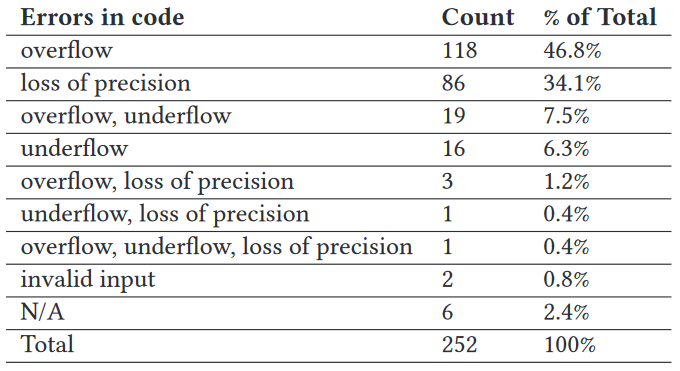 Errors in code Count % of Total
overflow 118 46.8%
loss of precision 86 34.1%
overflow, underflow 19 7.5%
underflow 16 6.3%
overflow, loss of precision 3 1.2%
underflow, loss of precision 1 0.4%
overflow, underflow, loss of precision 1 0.4%
invalid input 2 0.8%
N/A 6 2.4%
Total 252 100%